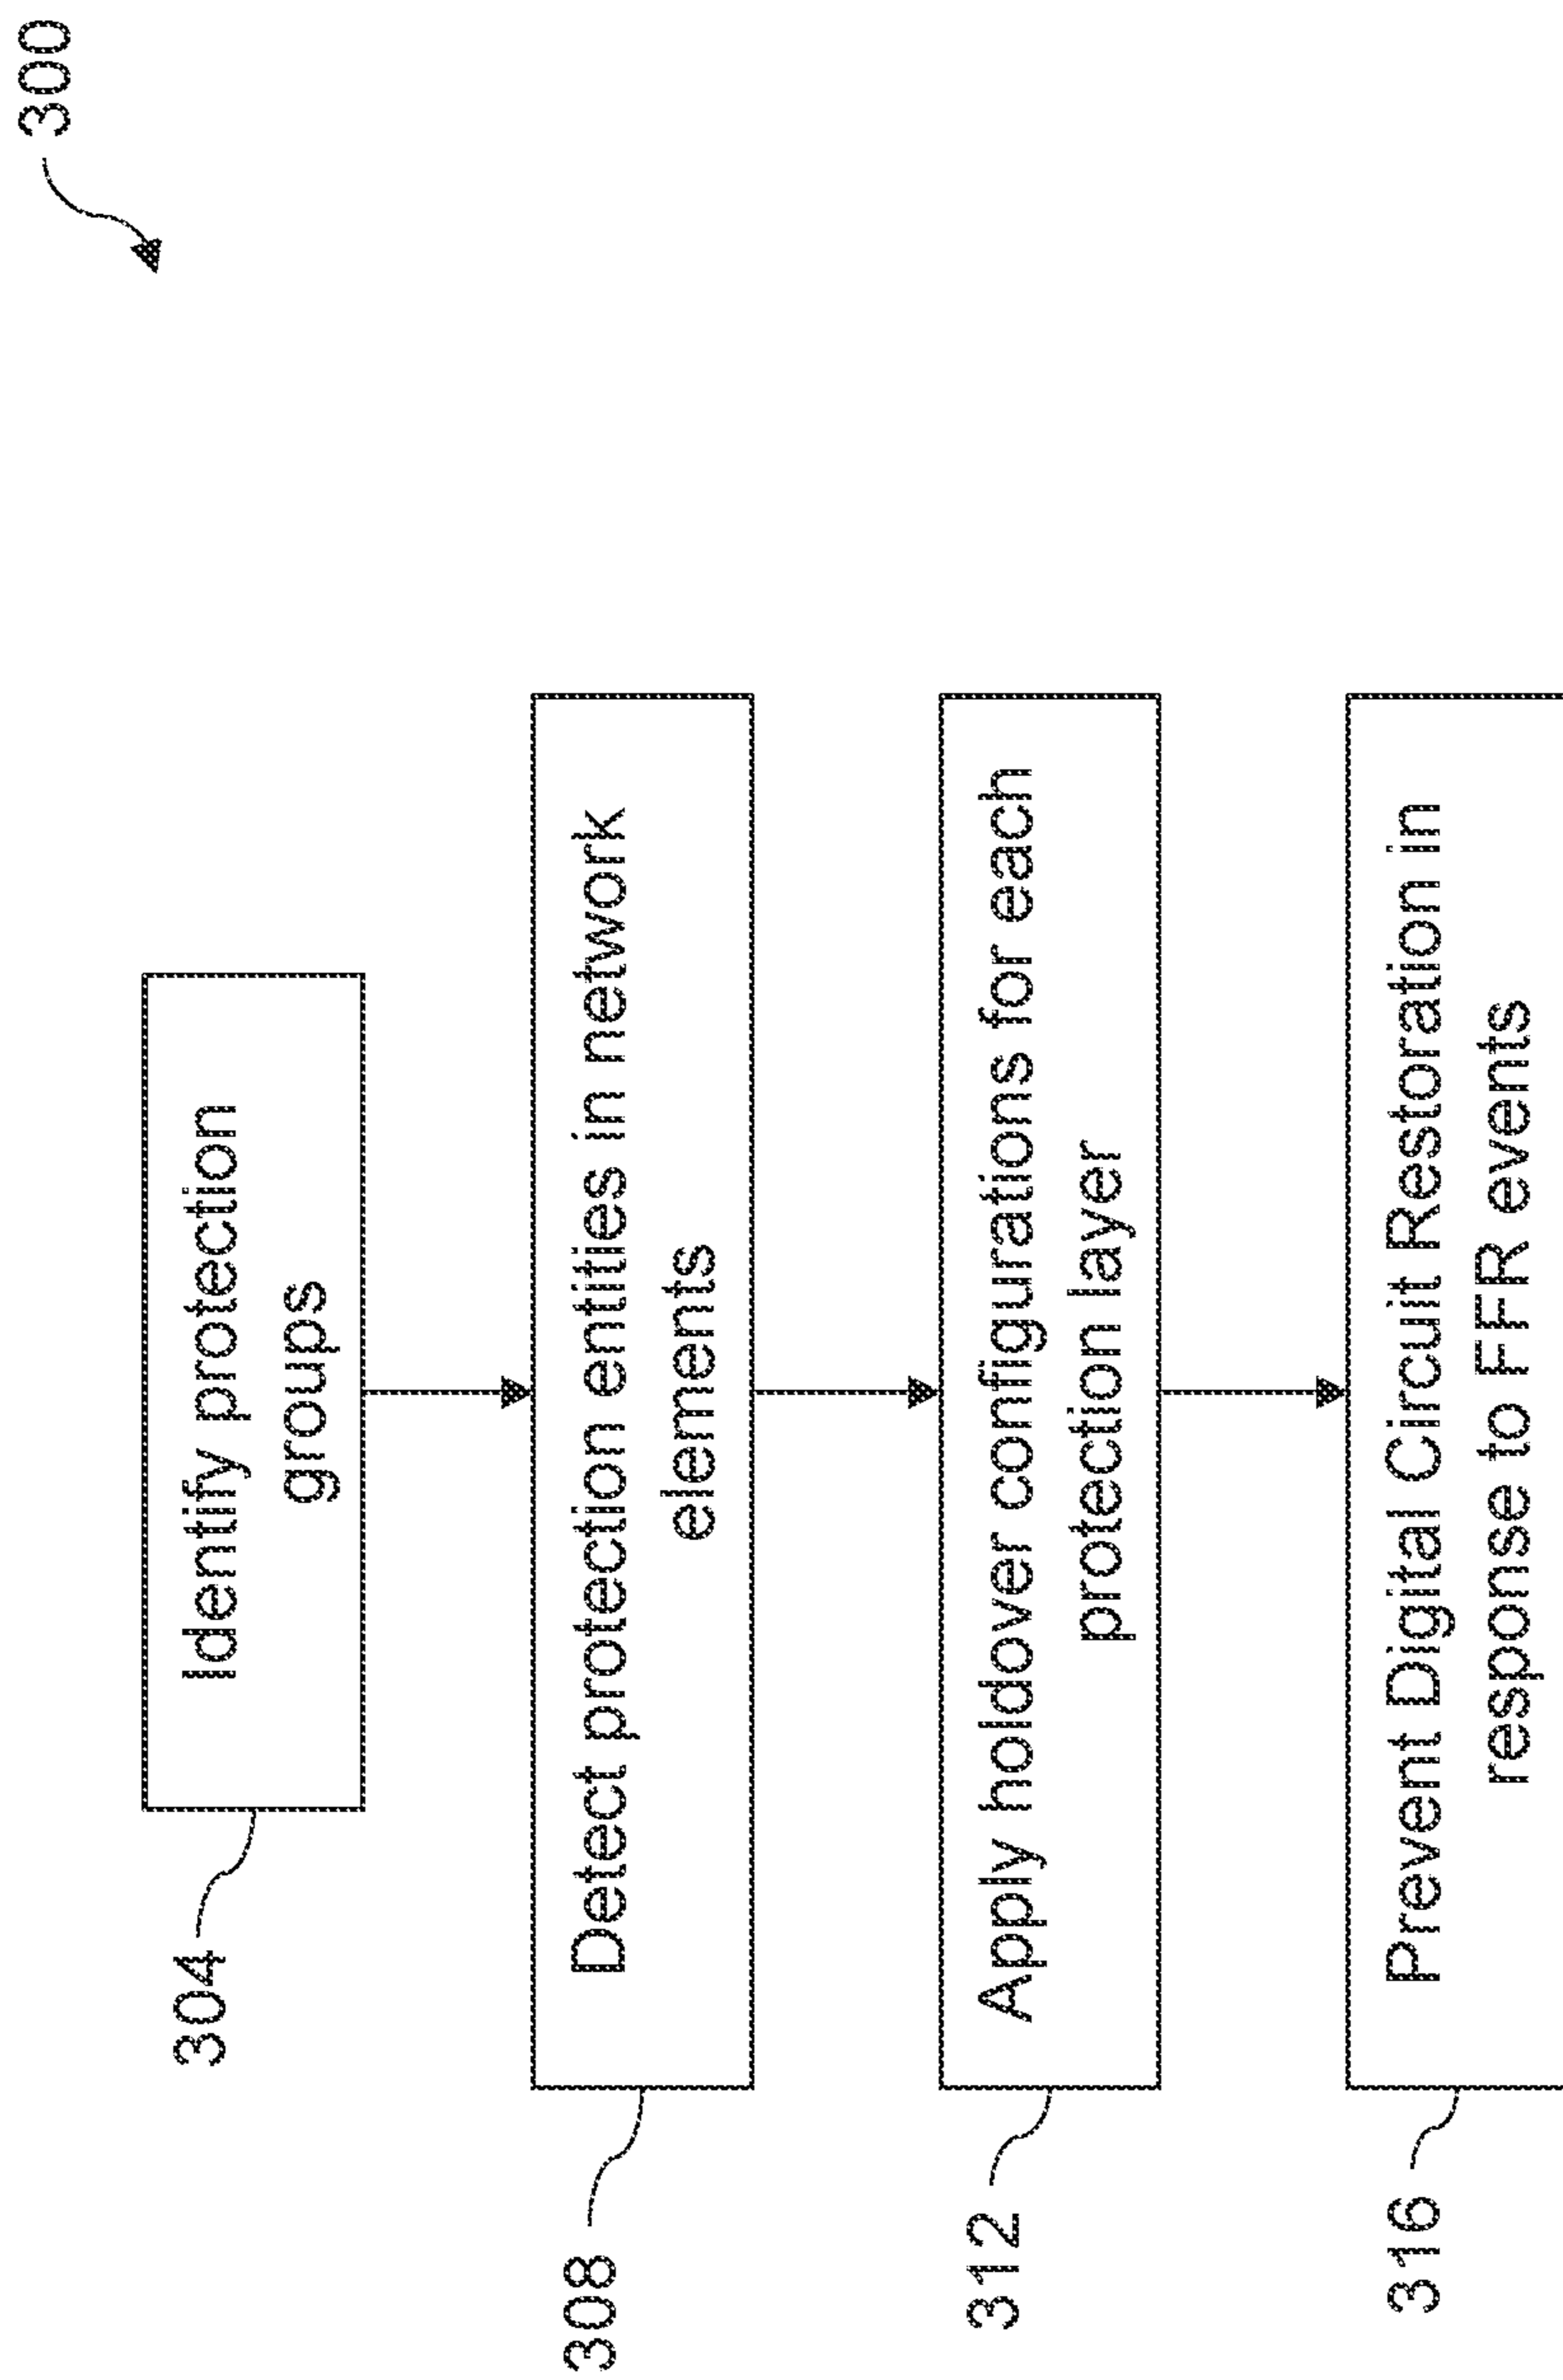 300
304
Identify protection
groups
308
Detect protection entities in network
elements
312
Apply holdover configurations for each
protection layer
316
Prevent Digital Circuit Restoration in
response to FFR events